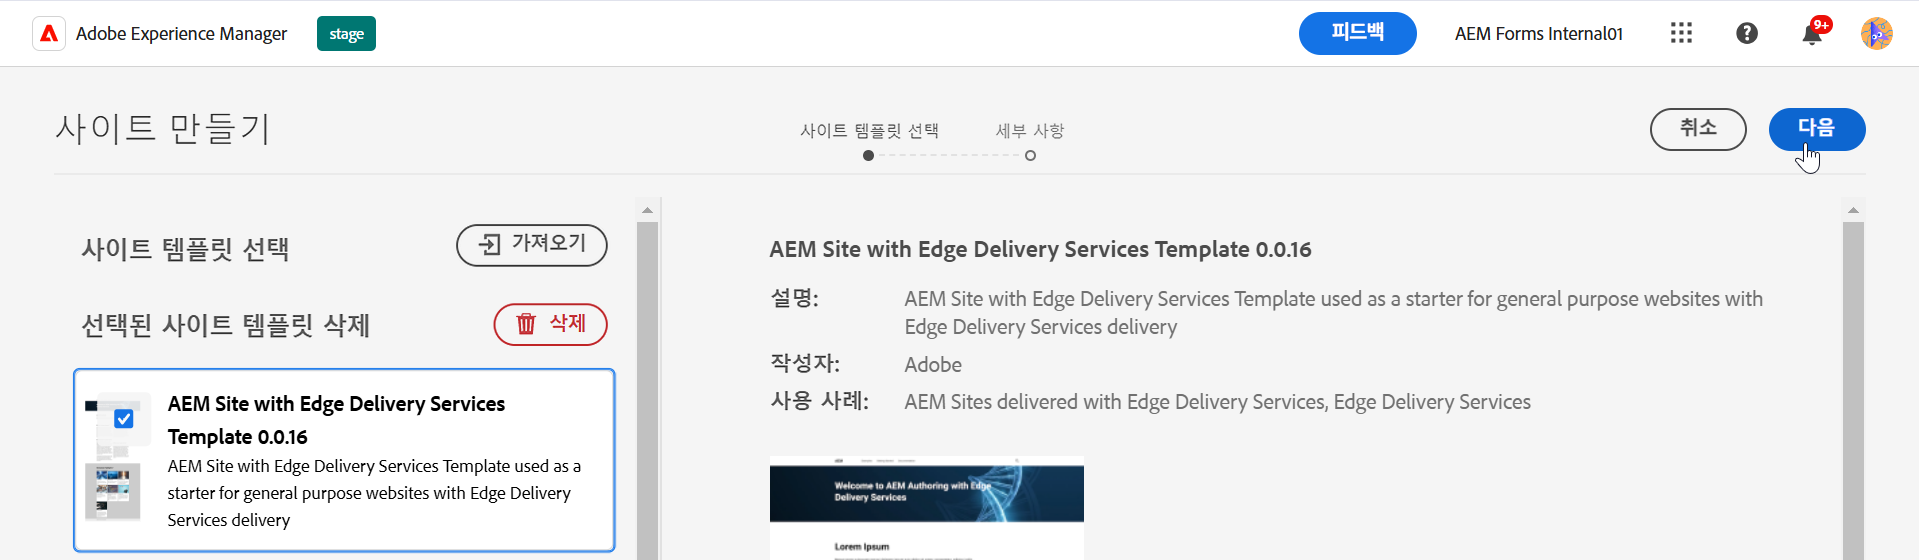 Adobe Experience Manager
stage
피드백
AEM Forms Internal01
9+
사이트 만들기
사이트 템플릿 선택
세부 사항
취소
다음
사이트 템플릿 선택
가져오기
선택된 사이트 템플릿 삭제
삭제
AEM Site with Edge Delivery Services
Template 0.0.16
AEM Site with Edge Delivery Services Template used as a
starter for general purpose websites with Edge Delivery
Services delivery
AEM Site with Edge Delivery Services Template 0.0.16
설명:
AEM Site with Edge Delivery Services Template used as a starter for general purpose websites with
Edge Delivery Services delivery
작성자:
Adobe
사용 사례:
AEM Sites delivered with Edge Delivery Services, Edge Delivery Services
Welcome to AEM Authoring with Edge
Delivery Services
Lorem Ipsum